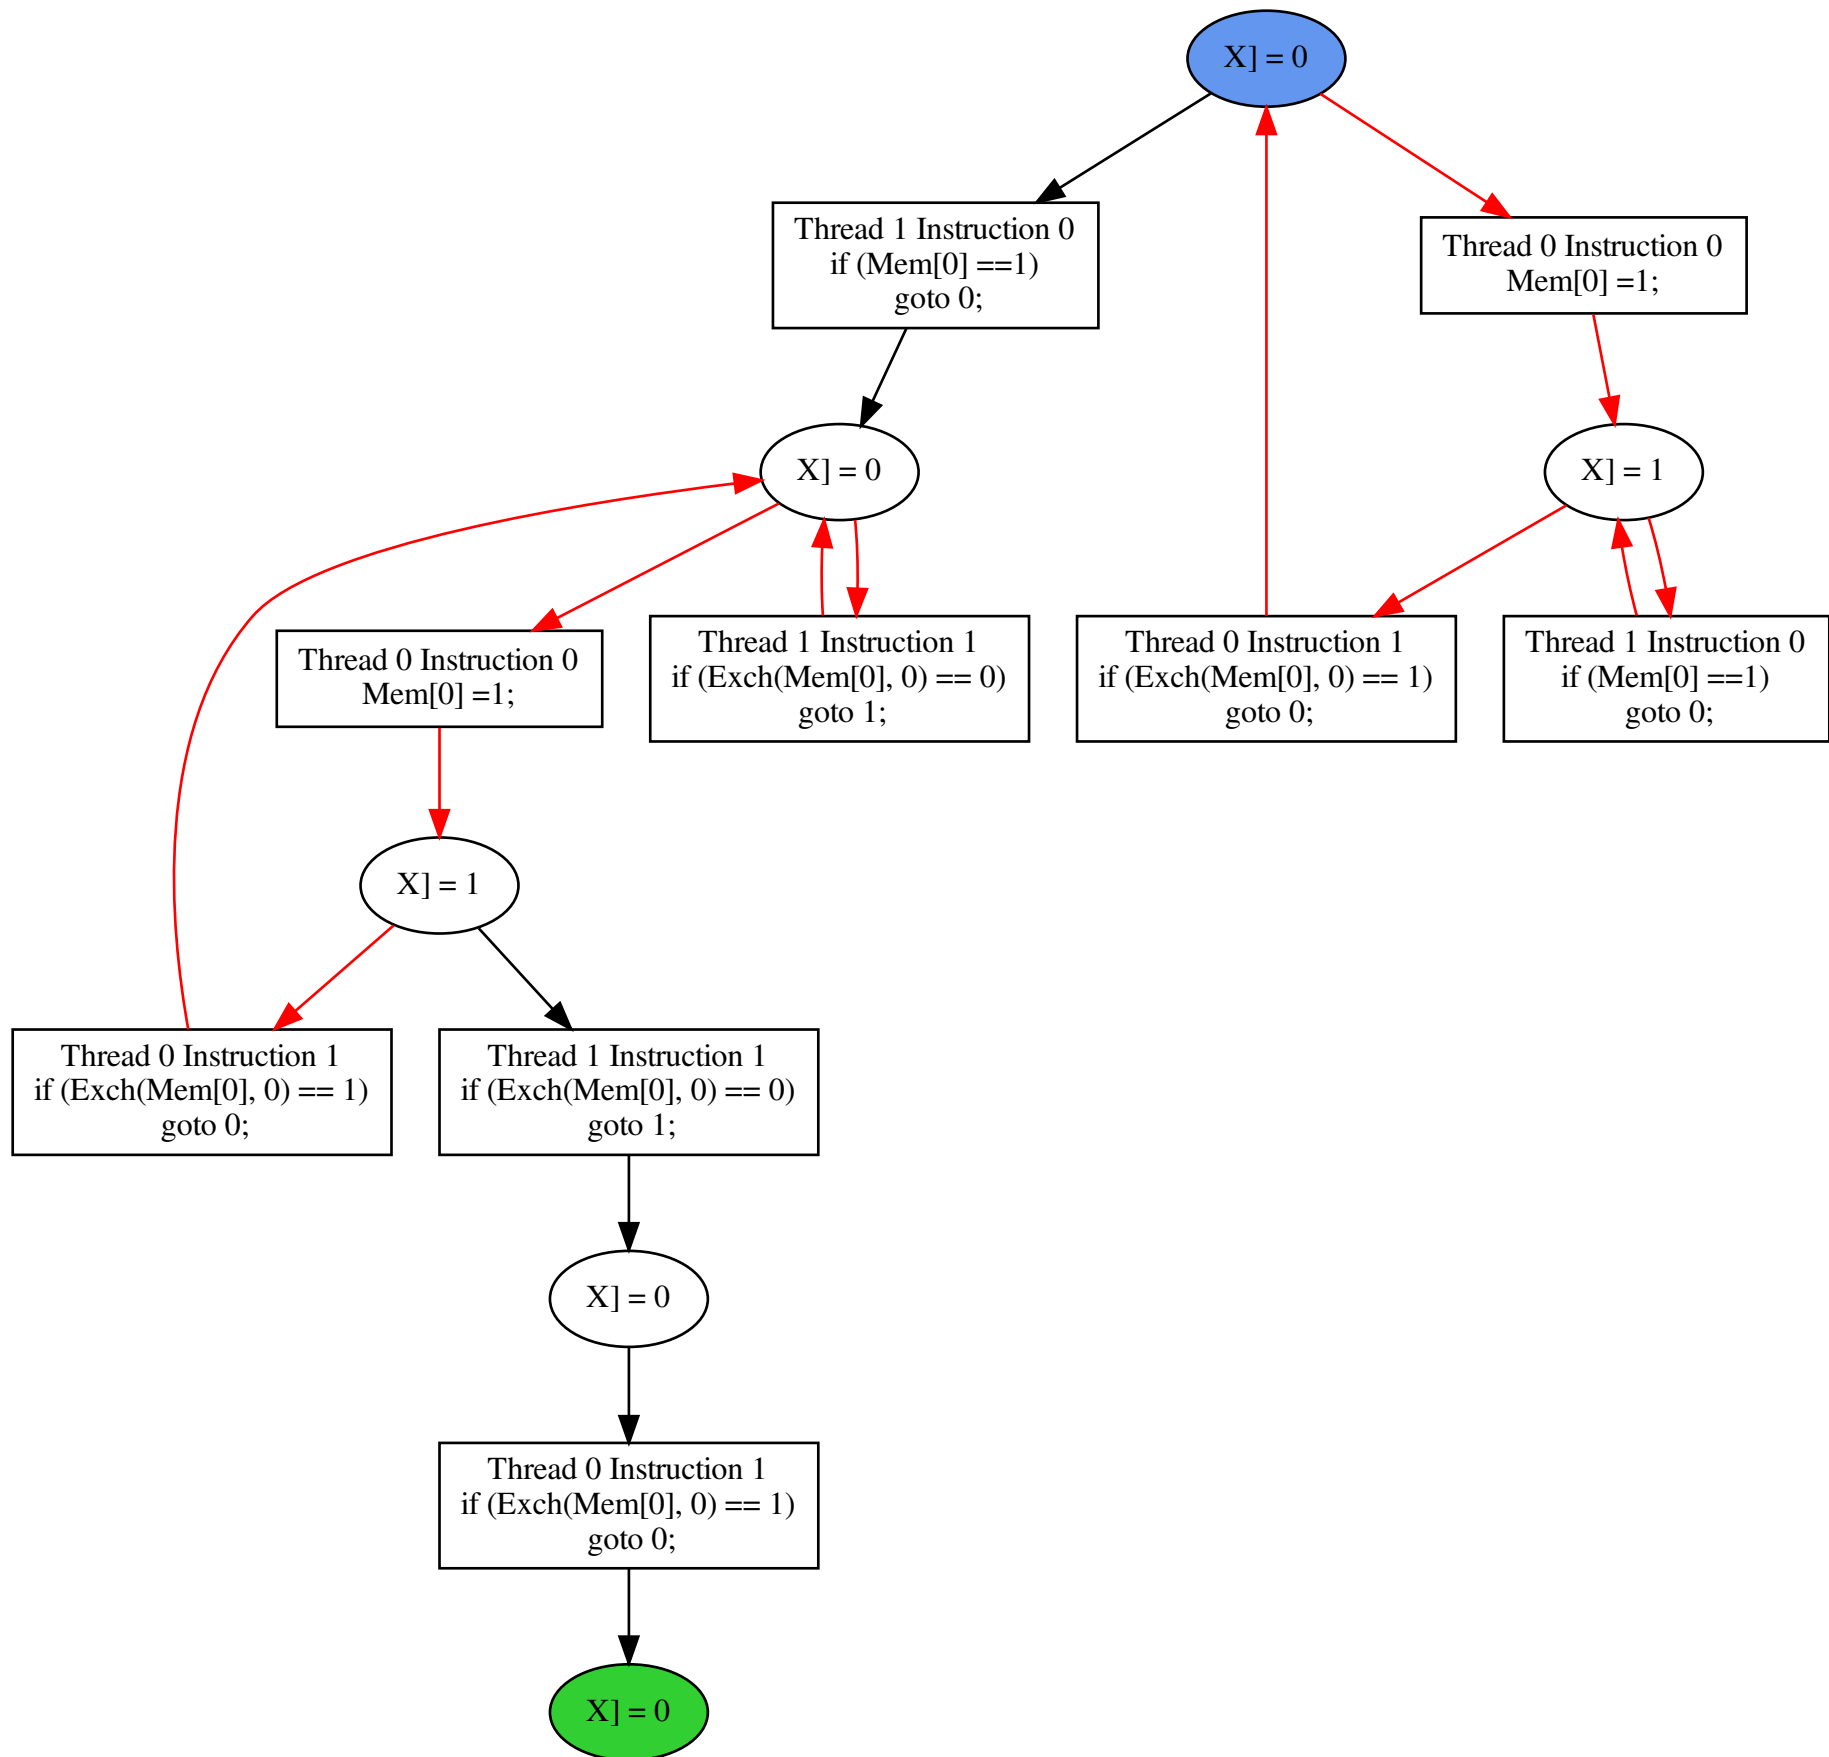 X] = 0
Thread 1 Instruction 0
if (Mem[0] ==1)
goto 0;
Thread 0 Instruction 0
Mem[0] =1;
X] = 0
X] = 1
Thread 0 Instruction 0
Mem[0] =1;
Thread 1 Instruction 1
if (Exch(Mem[0], 0) == 0)
goto 1;
Thread 0 Instruction 1
if (Exch(Mem[0], 0) == 1)
goto 0;
Thread 1 Instruction 0
if (Mem[0] ==1)
goto 0;
X] = 1
Thread 0 Instruction 1
if (Exch(Mem[0], 0) == 1)
goto 0;
Thread 1 Instruction 1
if (Exch(Mem[0], 0) == 0)
goto 1;
X] = 0
Thread 0 Instruction 1
if (Exch(Mem[0], 0) == 1)
goto 0;
X] = 0